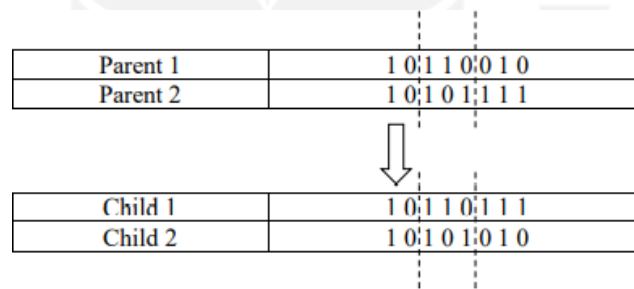 Parent 1 1 0 1 1 0 0 1 0
Parent 2 1 0 1 0 1 1 1 1
Child 1 1 0 1 1 0 1 1 1
Child 2 1 0 1 0 1 0 1 0